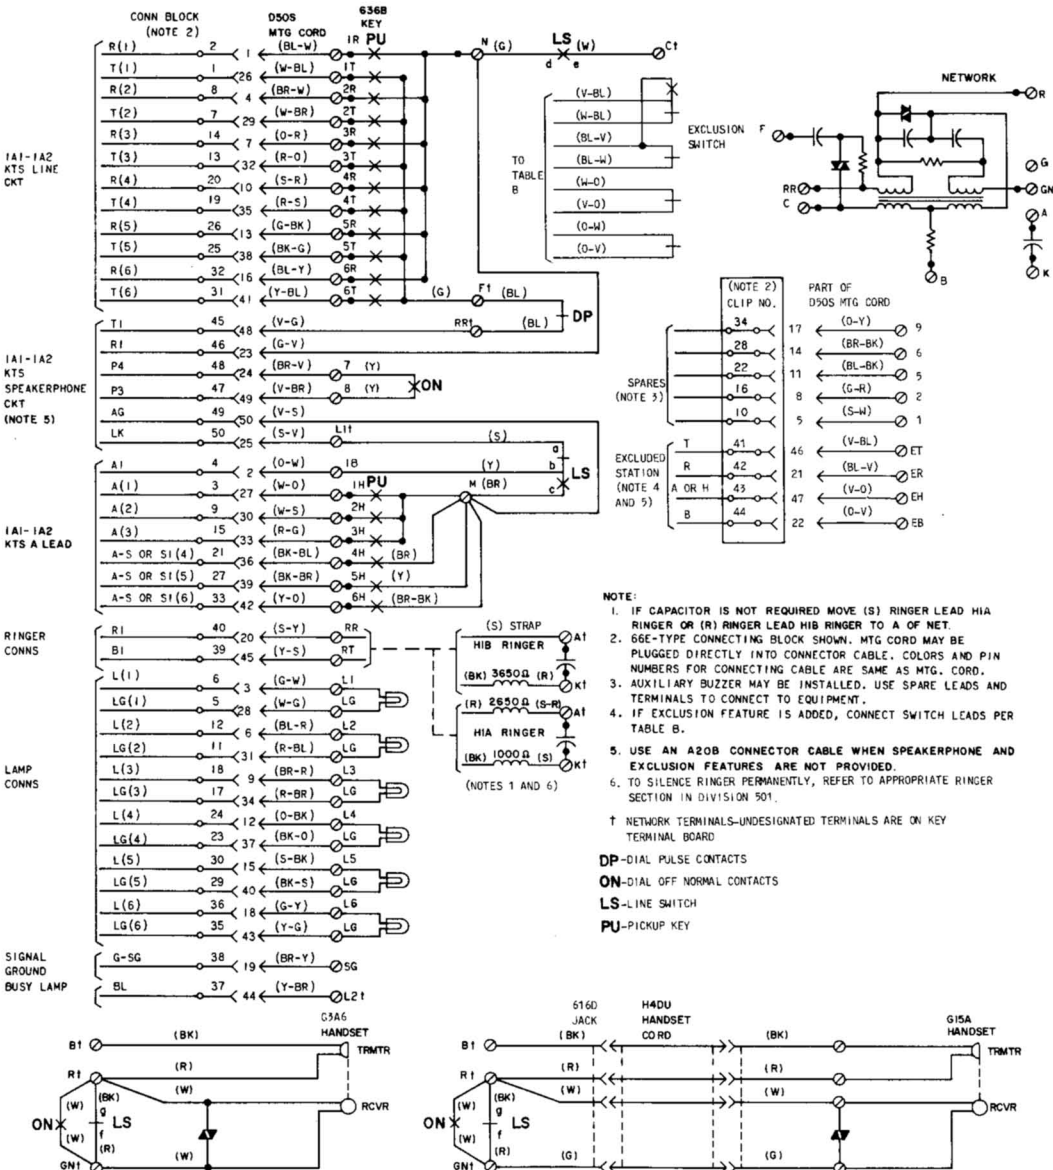 CONN BLOCK
(NOTE 2)
D50S
MTG CORD
636B
KEY
PU
1A1-1A2
KTS LINE
CKT
R(1) 2 1 (BL-W) 1R
T(1) 1 26 (W-BL) 1T
R(2) 8 4 (BR-W) 2R
T(2) 7 29 (W-BR) 2T
R(3) 14 7 (O-R) 3R
T(3) 13 32 (R-O) 3T
R(4) 20 10 (S-R) 4R
T(4) 19 35 (R-S) 4T
R(5) 26 13 (G-BK) 5R
T(5) 25 38 (BK-G) 5T
R(6) 32 16 (BL-Y) 6R
T(6) 31 41 (Y-BL) 6T (G) F† (BL)
N (G) LS (W) C†
d e
DP
1A1-1A2
KTS
SPEAKERPHONE
CKT
(NOTE 5)
T1 45 48 (V-G) RR† (BL)
R1 46 23 (G-V)
P4 48 24 (BR-V) 7 (Y)
ON
P3 47 49 (V-BR) 8 (Y)
AG 49 50 (V-S)
LK 50 25 (S-V) L1† (S)
a
b
c
LS
1A1-1A2
KTS A LEAD
A1 4 2 (O-W) 1B (Y)
A(1) 3 27 (W-O) 1H PU M (BR)
A(2) 9 30 (W-S) 2H
A(3) 15 33 (R-G) 3H
A-S OR S1(4) 21 36 (BK-BL) 4H (BR)
A-S OR S1(5) 27 39 (BK-BR) 5H (Y)
A-S OR S1(6) 33 42 (Y-O) 6H (BR-BK)
RINGER
CONNS
R1 40 20 (S-Y) RR
B1 39 45 (Y-S) RT
(S) STRAP A†
H1B RINGER
(BK) 3650Ω (R) K†
(R) 2650Ω (S-R) A†
H1A RINGER
(BK) 1000Ω (S) K†
(NOTES 1 AND 6)
LAMP
CONNS
L(1) 6 3 (G-W) L1
LG(1) 5 28 (W-G) LG
L(2) 12 6 (BL-R) L2
LG(2) 11 31 (R-BL) LG
L(3) 18 9 (BR-R) L3
LG(3) 17 34 (R-BR) LG
L(4) 24 12 (O-BK) L4
LG(4) 23 37 (BK-O) LG
L(5) 30 15 (S-BK) L5
LG(5) 29 40 (BK-S) LG
L(6) 36 18 (G-Y) L6
LG(6) 35 43 (Y-G) LG
SIGNAL
GROUND
G-SG 38 19 (BR-Y) SG
BUSY LAMP
BL 37 44 (Y-BR) L2†
TO
TABLE
B
(V-BL)
(W-BL)
(BL-V)
(BL-W)
(W-O)
(V-O)
(O-W)
(O-V)
EXCLUSION
SWITCH
NETWORK
F
RR
C
R
G
GN
A
K
B
(NOTE 2)
CLIP NO.
PART OF
D50S MTG CORD
SPARES
(NOTE 3)
34 17 (O-Y) 9
28 14 (BR-BK) 6
22 11 (BL-BK) 5
16 8 (G-R) 2
10 5 (S-W) 1
EXCLUDED
STATION
(NOTE 4
AND 5)
T 41 46 (V-BL) ET
R 42 21 (BL-V) ER
A OR H 43 47 (V-O) EH
B 44 22 (O-V) EB
NOTE:
1. IF CAPACITOR IS NOT REQUIRED MOVE (S) RINGER LEAD H1A
RINGER OR (R) RINGER LEAD H1B RINGER TO A OF NET.
2. 66E-TYPE CONNECTING BLOCK SHOWN. MTG CORD MAY BE
PLUGGED DIRECTLY INTO CONNECTOR CABLE. COLORS AND PIN
NUMBERS FOR CONNECTING CABLE ARE SAME AS MTG. CORD.
3. AUXILIARY BUZZER MAY BE INSTALLED. USE SPARE LEADS AND
TERMINALS TO CONNECT TO EQUIPMENT.
4. IF EXCLUSION FEATURE IS ADDED, CONNECT SWITCH LEADS PER
TABLE B.
5. USE AN A20B CONNECTOR CABLE WHEN SPEAKERPHONE AND
EXCLUSION FEATURES ARE NOT PROVIDED.
6. TO SILENCE RINGER PERMANENTLY, REFER TO APPROPRIATE RINGER
SECTION IN DIVISION 501.
† NETWORK TERMINALS-UNDESIGNATED TERMINALS ARE ON KEY
TERMINAL BOARD
DP-DIAL PULSE CONTACTS
ON-DIAL OFF NORMAL CONTACTS
LS-LINE SWITCH
PU-PICKUP KEY
G3A6
HANDSET
B† (BK)
TRMTR
R† (R)
(W)
RCVR
ON
(W)
(W)
(BK)
g
f
(R)
LS
GN† (W)
616D
JACK
H4DU
HANDSET
CORD
G15A
HANDSET
B† (BK) (BK)
TRMTR
R† (R) (R)
(W) (W)
RCVR
ON
(W)
(W)
(BK)
g
f
(R)
LS
GN† (G) (G)